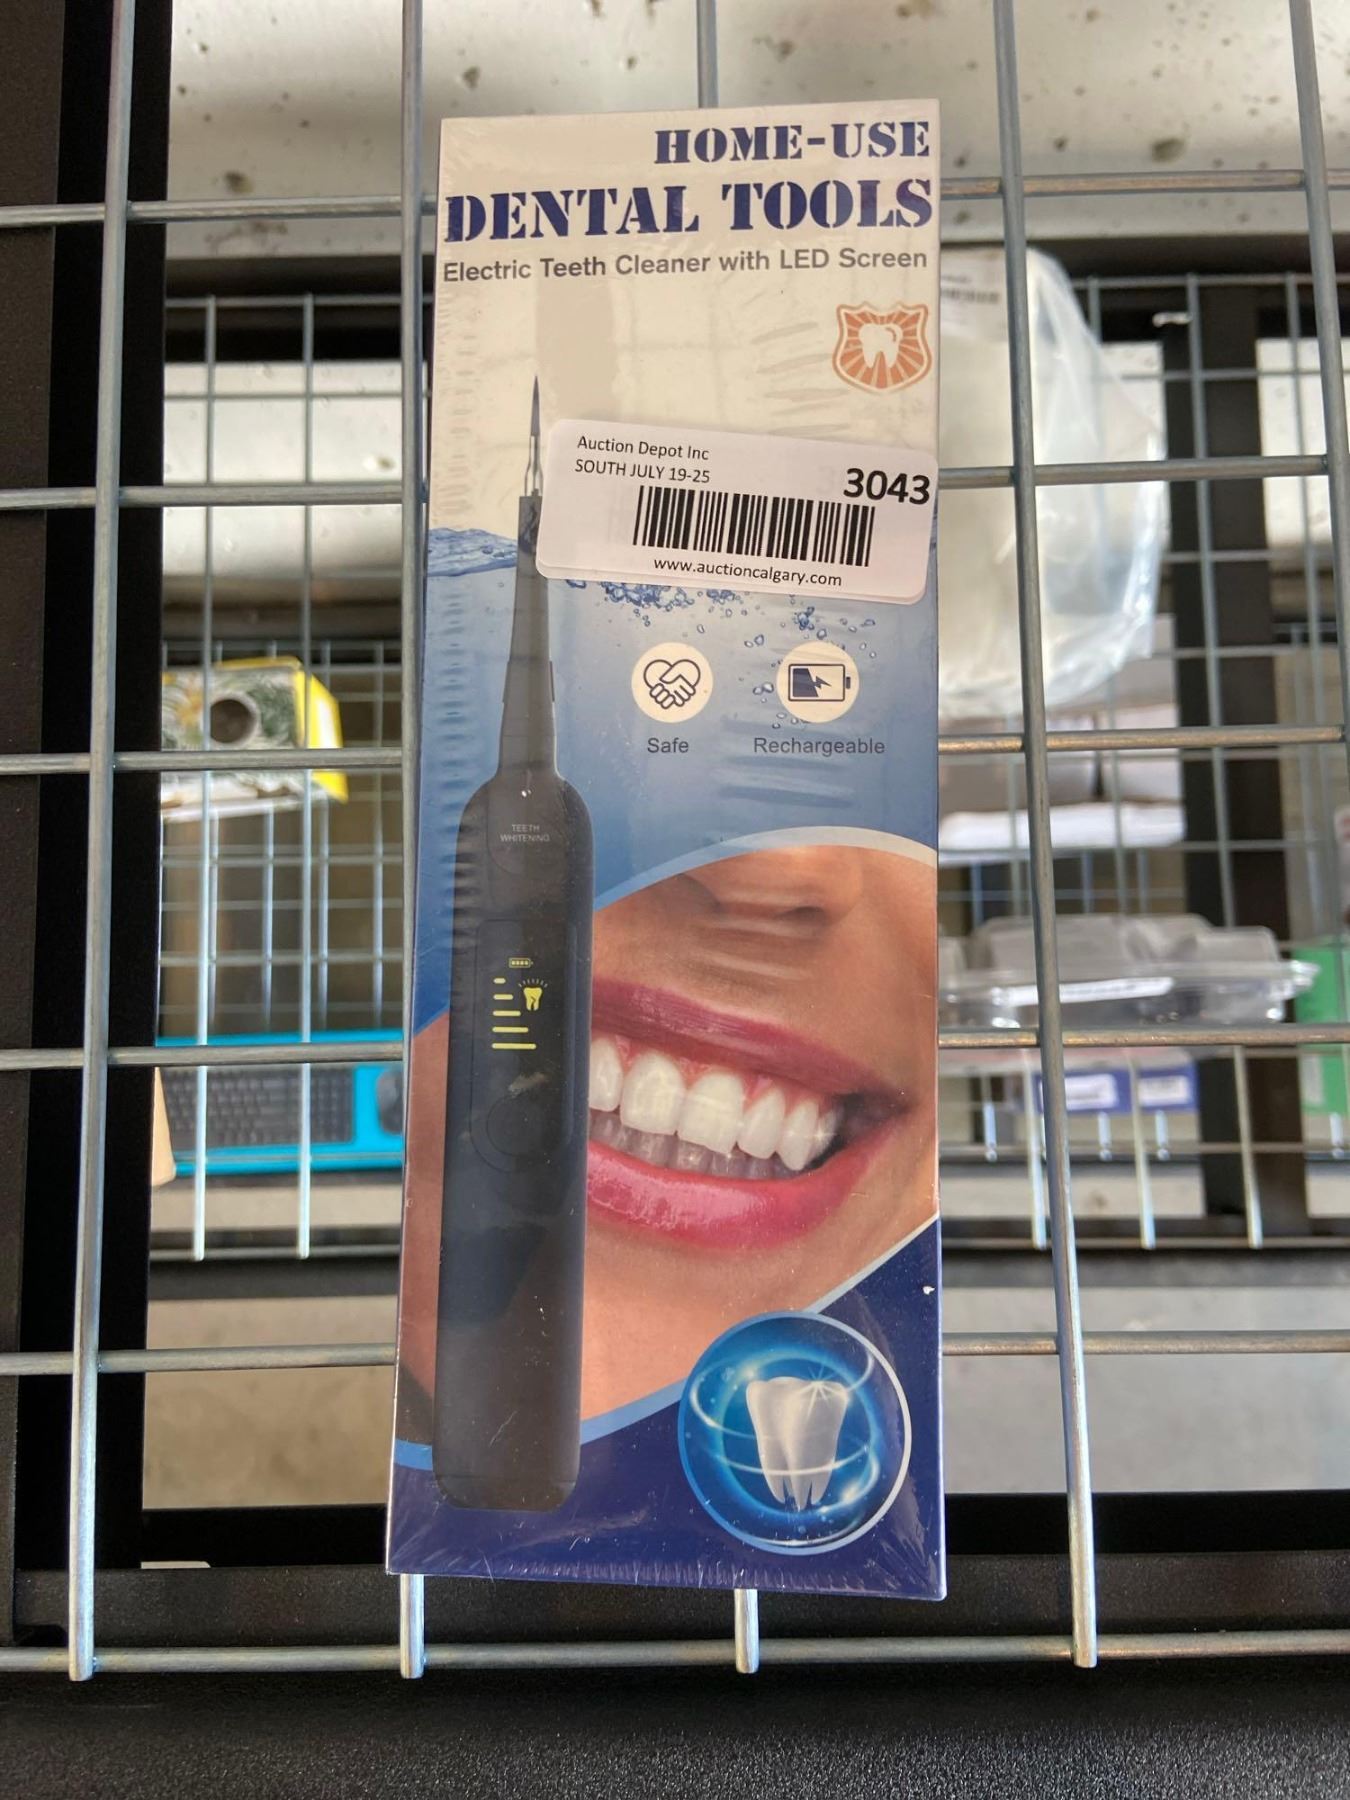 HOME-USE
DENTAL TOOLS
Electric Teeth Cleaner with LED Screen
Auction Depot Inc
SOUTH JULY 19-25
3043
www.auctioncalgary.com
Safe
Rechargeable
TEETH
WHITENING